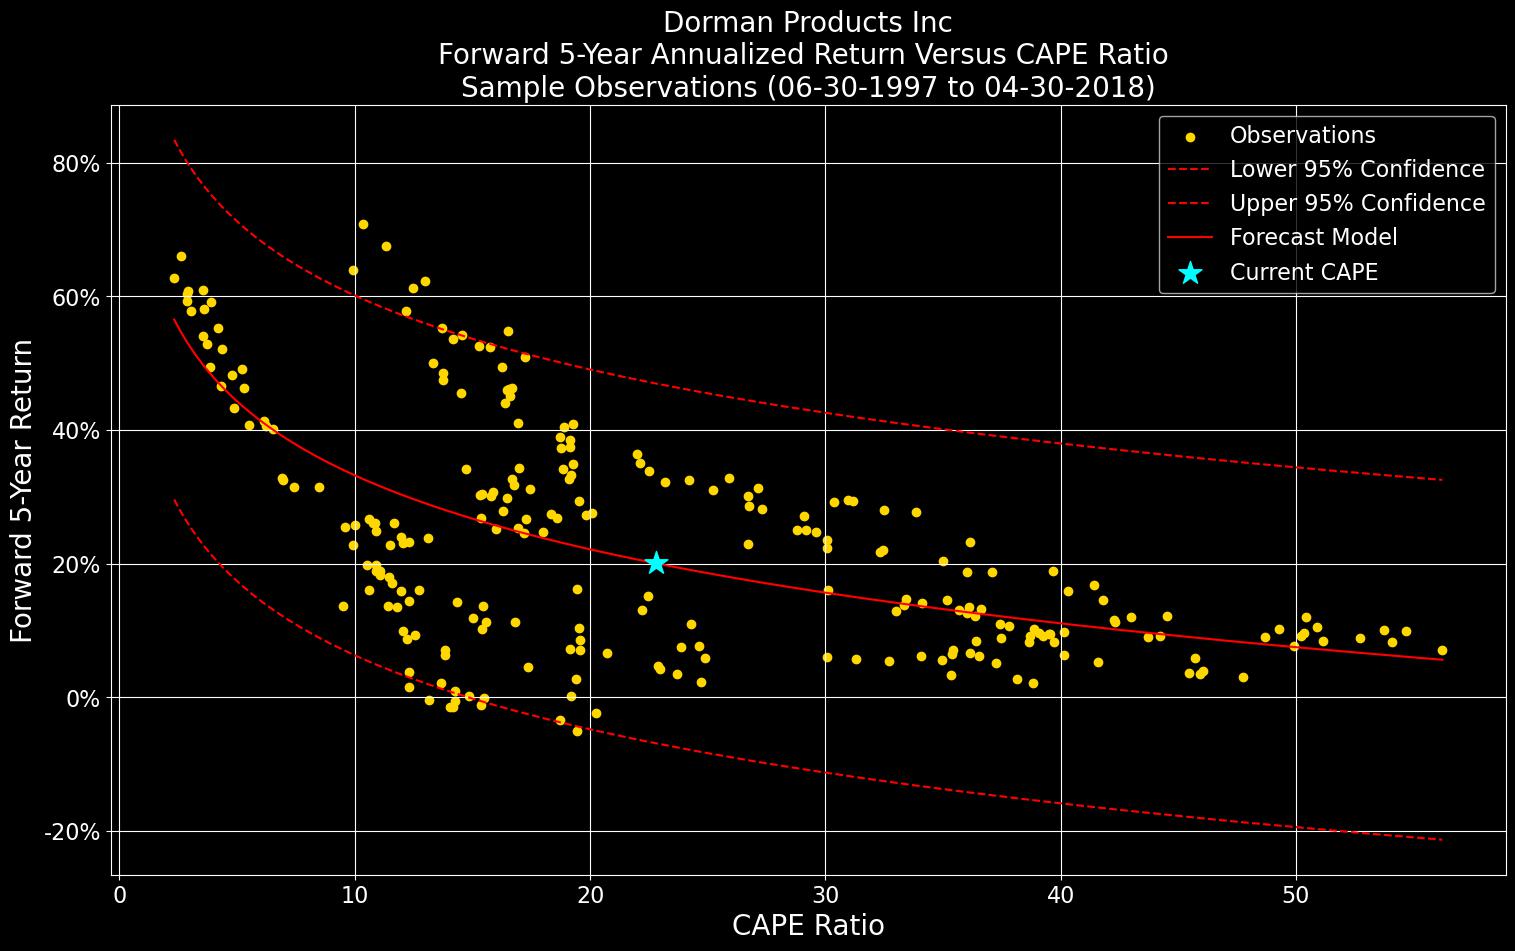 Dorman Products Inc
Forward 5-Year Annualized Return Versus CAPE Ratio
Sample Observations (06-30-1997 to 04-30-2018)
Observations
Lower 95% Confidence
Upper 95% Confidence
Forecast Model
Current CAPE
Forward 5-Year Return
80%
60%
40%
20%
0%
-20%
0 10 20 30 40 50
CAPE Ratio